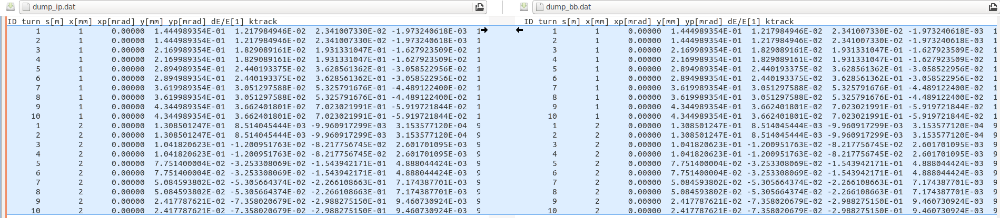 dump_ip.dat
ID turn s[m] x[mm] xp[mrad] y[mm] yp[mrad] dE/E[1] ktrack
1 1 0.00000 1.444989354E-01 1.217984946E-02 2.341007330E-02 -1.973240618E-03 1
2 1 0.00000 1.444989354E-01 1.217984946E-02 2.341007330E-02 -1.973240618E-03 1
3 1 0.00000 2.169989354E-01 1.829089161E-02 1.931331047E-01 -1.627923509E-02 1
4 1 0.00000 2.169989354E-01 1.829089161E-02 1.931331047E-01 -1.627923509E-02 1
5 1 0.00000 2.894989354E-01 2.440193375E-02 3.628561362E-01 -3.058522956E-02 1
6 1 0.00000 2.894989354E-01 2.440193375E-02 3.628561362E-01 -3.058522956E-02 1
7 1 0.00000 3.619989354E-01 3.051297588E-02 5.325791676E-01 -4.489122400E-02 1
8 1 0.00000 3.619989354E-01 3.051297588E-02 5.325791676E-01 -4.489122400E-02 1
9 1 0.00000 4.344989354E-01 3.662401801E-02 7.023021991E-01 -5.919721844E-02 1
10 1 0.00000 4.344989354E-01 3.662401801E-02 7.023021991E-01 -5.919721844E-02 1
1 2 0.00000 1.308501247E-01 8.514045444E-03 -9.960917299E-03 3.153577120E-04 9
2 2 0.00000 1.308501247E-01 8.514045444E-03 -9.960917299E-03 3.153577120E-04 9
3 2 0.00000 1.041820623E-01 -1.200951763E-02 -8.217756745E-02 2.601701095E-03 9
4 2 0.00000 1.041820623E-01 -1.200951763E-02 -8.217756745E-02 2.601701095E-03 9
5 2 0.00000 7.751400004E-02 -3.253308069E-02 -1.543942171E-01 4.888044424E-03 9
6 2 0.00000 7.751400004E-02 -3.253308069E-02 -1.543942171E-01 4.888044424E-03 9
7 2 0.00000 5.084593802E-02 -5.305664374E-02 -2.266108663E-01 7.174387701E-03 9
8 2 0.00000 5.084593802E-02 -5.305664374E-02 -2.266108663E-01 7.174387701E-03 9
9 2 0.00000 2.417787621E-02 -7.358020679E-02 -2.988275150E-01 9.460730924E-03 9
10 2 0.00000 2.417787621E-02 -7.358020679E-02 -2.988275150E-01 9.460730924E-03 9
dump_bb.dat
ID turn s[m] x[mm] xp[mrad] y[mm] yp[mrad] dE/E[1] ktrack
1 1 0.00000 1.444989354E-01 1.217984946E-02 2.341007330E-02 -1.973240618E-03 1
2 1 0.00000 1.444989354E-01 1.217984946E-02 2.341007330E-02 -1.973240618E-03 1
3 1 0.00000 2.169989354E-01 1.829089161E-02 1.931331047E-01 -1.627923509E-02 1
4 1 0.00000 2.169989354E-01 1.829089161E-02 1.931331047E-01 -1.627923509E-02 1
5 1 0.00000 2.894989354E-01 2.440193375E-02 3.628561362E-01 -3.058522956E-02 1
6 1 0.00000 2.894989354E-01 2.440193375E-02 3.628561362E-01 -3.058522956E-02 1
7 1 0.00000 3.619989354E-01 3.051297588E-02 5.325791676E-01 -4.489122400E-02 1
8 1 0.00000 3.619989354E-01 3.051297588E-02 5.325791676E-01 -4.489122400E-02 1
9 1 0.00000 4.344989354E-01 3.662401801E-02 7.023021991E-01 -5.919721844E-02 1
10 1 0.00000 4.344989354E-01 3.662401801E-02 7.023021991E-01 -5.919721844E-02 1
1 2 0.00000 1.308501247E-01 8.514045444E-03 -9.960917299E-03 3.153577120E-04 9
2 2 0.00000 1.308501247E-01 8.514045444E-03 -9.960917299E-03 3.153577120E-04 9
3 2 0.00000 1.041820623E-01 -1.200951763E-02 -8.217756745E-02 2.601701095E-03 9
4 2 0.00000 1.041820623E-01 -1.200951763E-02 -8.217756745E-02 2.601701095E-03 9
5 2 0.00000 7.751400004E-02 -3.253308069E-02 -1.543942171E-01 4.888044424E-03 9
6 2 0.00000 7.751400004E-02 -3.253308069E-02 -1.543942171E-01 4.888044424E-03 9
7 2 0.00000 5.084593802E-02 -5.305664374E-02 -2.266108663E-01 7.174387701E-03 9
8 2 0.00000 5.084593802E-02 -5.305664374E-02 -2.266108663E-01 7.174387701E-03 9
9 2 0.00000 2.417787621E-02 -7.358020679E-02 -2.988275150E-01 9.460730924E-03 9
10 2 0.00000 2.417787621E-02 -7.358020679E-02 -2.988275150E-01 9.460730924E-03 9